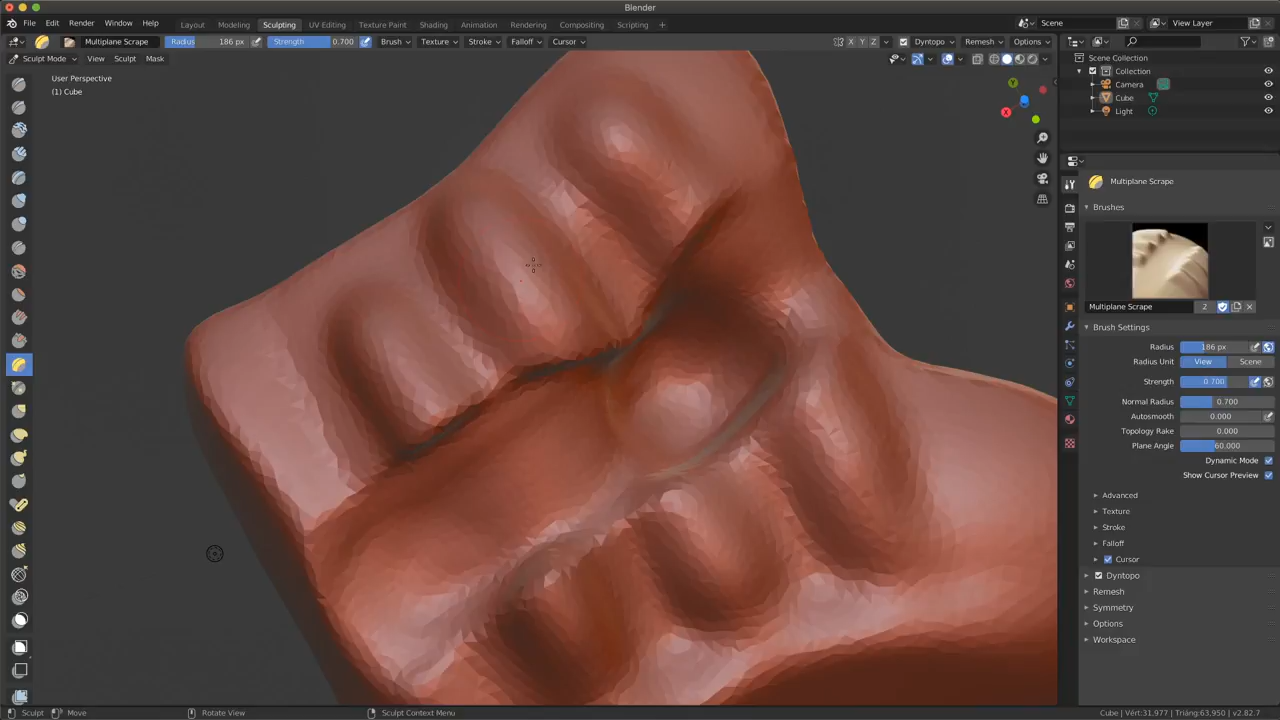 Blender
File Edit Render Window Help
Layout Modeling Sculpting UV Editing Texture Paint Shading Animation Rendering Compositing Scripting +
Scene
View Layer
Multiplane Scrape Radius 186 px Strength 0.700 Brush Texture Stroke Falloff Cursor
X Y Z Dyntopo Remesh Options
Sculpt Mode View Sculpt Mask
User Perspective
(1) Cube
Y
X
Scene Collection
Collection
Camera
Cube
Light
Multiplane Scrape
Brushes
Multiplane Scrape 2
Brush Settings
Radius 186 px
Radius Unit View Scene
Strength 0.700
Normal Radius 0.700
Autosmooth 0.000
Topology Rake 0.000
Plane Angle 60.000
Dynamic Mode
Show Cursor Preview
Advanced
Texture
Stroke
Falloff
Cursor
Dyntopo
Remesh
Symmetry
Options
Workspace
Sculpt Move Rotate View Sculpt Context Menu Cube | Vért:31,977 | Triáng:63,950 | v2.82.7